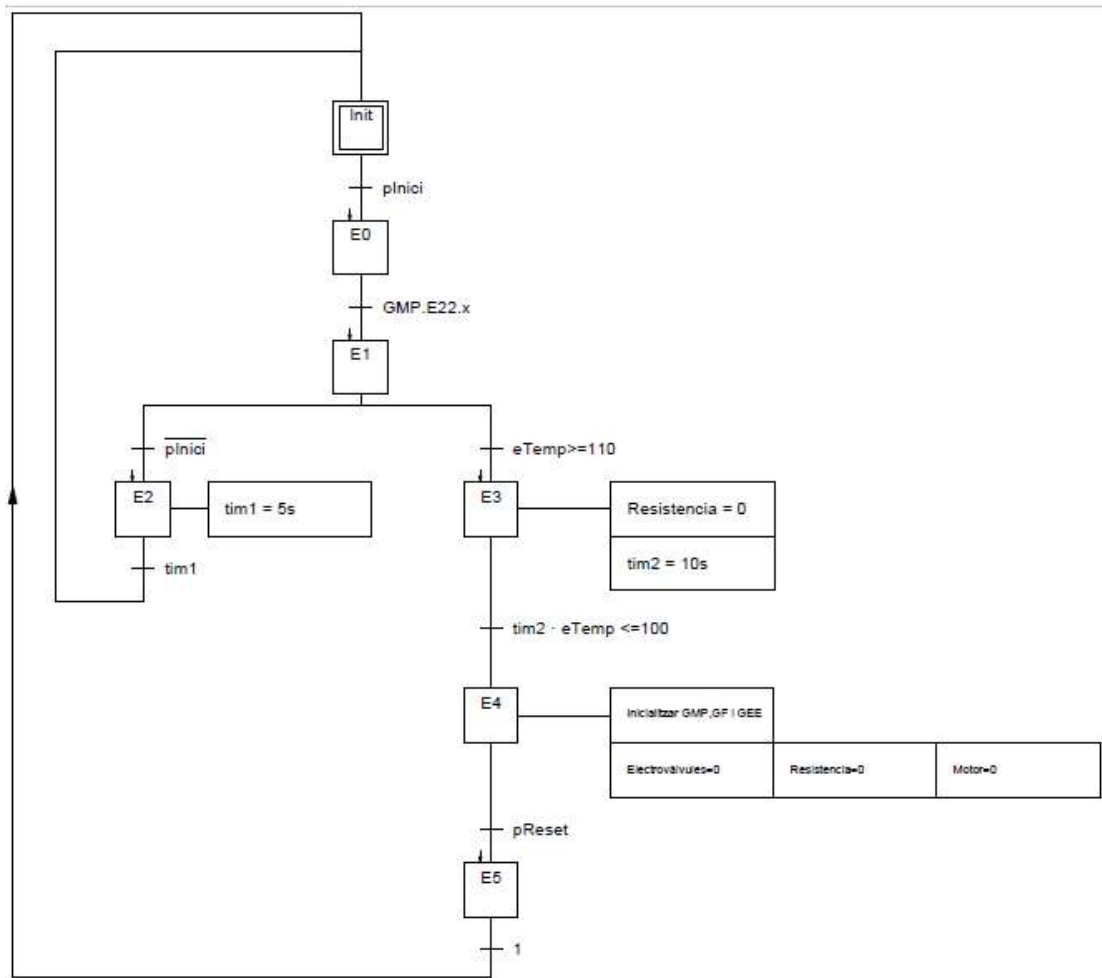 Init
pInici
E0
GMP.E22.x
E1
pInici
eTemp>=110
E2
tim1 = 5s
E3
Resistencia = 0
tim2 = 10s
tim1
tim2 · eTemp <=100
E4
Inicialitzar GMP,GF i GEE
Electrovàlvules=0
Resistencia=0
Motor=0
pReset
E5
1